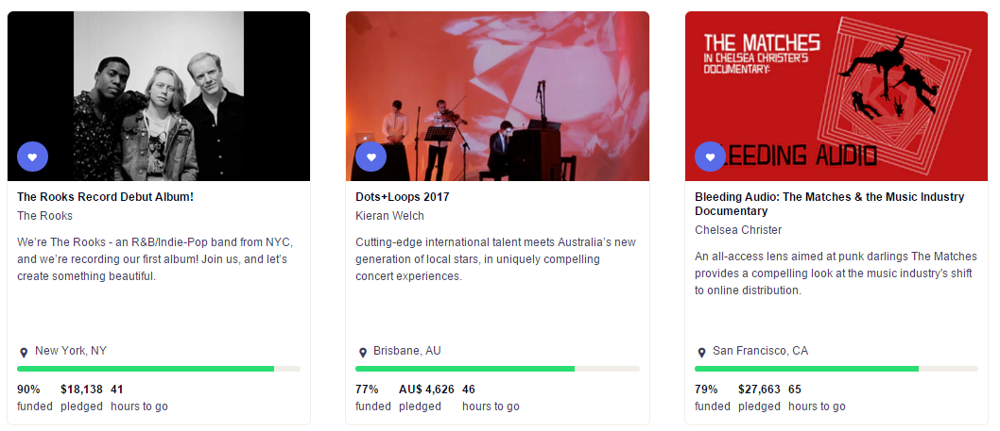 The Rooks Record Debut Album!
The Rooks
We're The Rooks - an R&B/Indie-Pop band from NYC,
and we're recording our first album! Join us, and let's
create something beautiful.
New York, NY
90% $18,138 41
funded pledged hours to go
Dots+Loops 2017
Kieran Welch
Cutting-edge international talent meets Australia's new
generation of local stars, in uniquely compelling
concert experiences.
Brisbane, AU
77% AU$ 4,626 46
funded pledged hours to go
THE MATCHES
IN CHELSEA CHRISTER'S
DOCUMENTARY:
LEEDING AUDIO
Bleeding Audio: The Matches & the Music Industry
Documentary
Chelsea Christer
An all-access lens aimed at punk darlings The Matches
provides a compelling look at the music industry's shift
to online distribution.
San Francisco, CA
79% $27,663 65
funded pledged hours to go